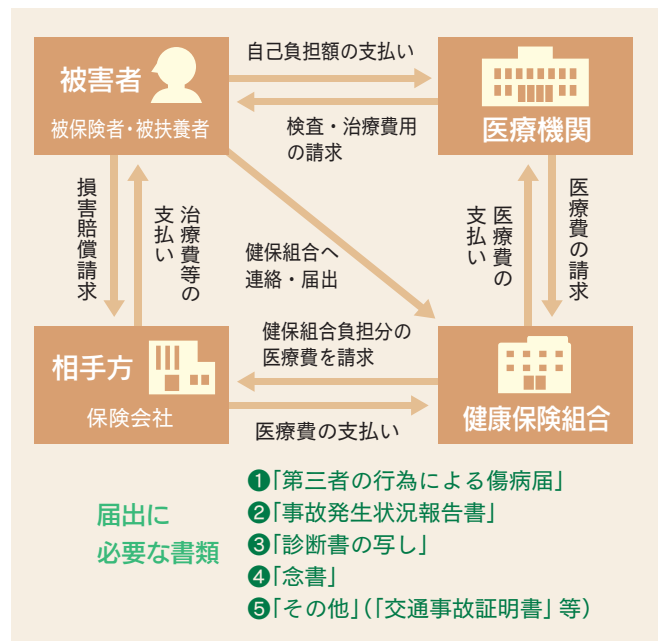 自己負担額の支払い
被害者
被保険者・被扶養者
医療機関
検査・治療費用
の請求
損害賠償請求
治療費等の
支払い
健保組合へ
連絡・届出
医療費の
支払い
医療費の請求
健保組合負担分の
医療費を請求
相手方
保険会社
健康保険組合
医療費の支払い
届出に
必要な書類
❶「第三者の行為による傷病届」
❷「事故発生状況報告書」
❸「診断書の写し」
❹「念書」
❺「その他」（「交通事故証明書」等）